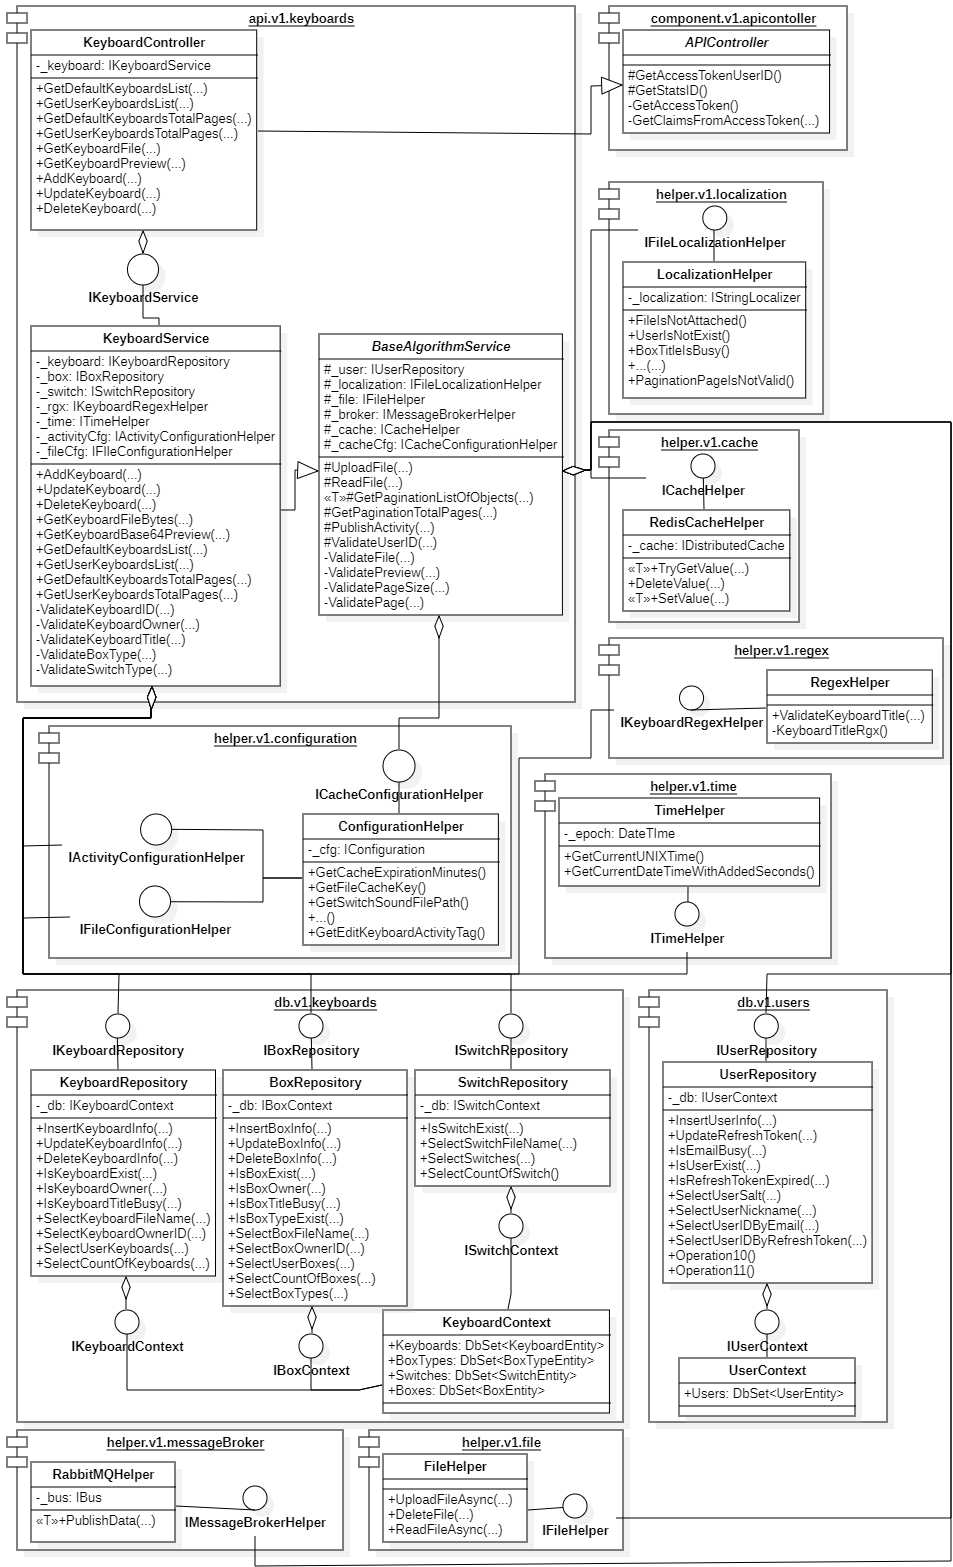 api.v1.keyboards
KeyboardController
-_keyboard: IKeyboardService
+GetDefaultKeyboardsList(...)
+GetUserKeyboardsList(...)
+GetDefaultKeyboardsTotalPages(...)
+GetUserKeyboardsTotalPages(...)
+GetKeyboardFile(...)
+GetKeyboardPreview(...)
+AddKeyboard(...)
+UpdateKeyboard(...)
+DeleteKeyboard(...)
IKeyboardService
KeyboardService
-_keyboard: IKeyboardRepository
-_box: IBoxRepository
-_switch: ISwitchRepository
-_rgx: IKeyboardRegexHelper
-_time: ITimeHelper
-_activityCfg: IActivityConfigurationHelper
-_fileCfg: IFIleConfigurationHelper
+AddKeyboard(...)
+UpdateKeyboard(...)
+DeleteKeyboard(...)
+GetKeyboardFileBytes(...)
+GetKeyboardBase64Preview(...)
+GetDefaultKeyboardsList(...)
+GetUserKeyboardsList(...)
+GetDefaultKeyboardsTotalPages(...)
+GetUserKeyboardsTotalPages(...)
-ValidateKeyboardID(...)
-ValidateKeyboardOwner(...)
-ValidateKeyboardTitle(...)
-ValidateBoxType(...)
-ValidateSwitchType(...)
BaseAlgorithmService
#_user: IUserRepository
#_localization: IFileLocalizationHelper
#_file: IFileHelper
#_broker: IMessageBrokerHelper
#_cache: ICacheHelper
#_cacheCfg: ICacheConfigurationHelper
#UploadFile(...)
#ReadFile(...)
«T»#GetPaginationListOfObjects(...)
#GetPaginationTotalPages(...)
#PublishActivity(...)
#ValidateUserID(...)
-ValidateFile(...)
-ValidatePreview(...)
-ValidatePageSize(...)
-ValidatePage(...)
component.v1.apicontoller
APIController
#GetAccessTokenUserID()
#GetStatsID()
-GetAccessToken()
-GetClaimsFromAccessToken(...)
helper.v1.localization
IFileLocalizationHelper
LocalizationHelper
-_localization: IStringLocalizer
+FileIsNotAttached()
+UserIsNotExist()
+BoxTitleIsBusy()
+...(...)
+PaginationPageIsNotValid()
helper.v1.cache
ICacheHelper
RedisCacheHelper
-_cache: IDistributedCache
«T»+TryGetValue(...)
+DeleteValue(...)
«T»+SetValue(...)
helper.v1.regex
IKeyboardRegexHelper
RegexHelper
+ValidateKeyboardTitle(...)
-KeyboardTitleRgx()
helper.v1.configuration
ICacheConfigurationHelper
IActivityConfigurationHelper
IFileConfigurationHelper
ConfigurationHelper
-_cfg: IConfiguration
+GetCacheExpirationMinutes()
+GetFileCacheKey()
+GetSwitchSoundFilePath()
+...()
+GetEditKeyboardActivityTag()
helper.v1.time
TimeHelper
-_epoch: DateTIme
+GetCurrentUNIXTime()
+GetCurrentDateTimeWithAddedSeconds()
ITimeHelper
db.v1.keyboards
IKeyboardRepository
KeyboardRepository
-_db: IKeyboardContext
+InsertKeyboardInfo(...)
+UpdateKeyboardInfo(...)
+DeleteKeyboardInfo(...)
+IsKeyboardExist(...)
+IsKeyboardOwner(...)
+IsKeyboardTitleBusy(...)
+SelectKeyboardFileName(...)
+SelectKeyboardOwnerID(...)
+SelectUserKeyboards(...)
+SelectCountOfKeyboards(...)
IKeyboardContext
IBoxRepository
BoxRepository
-_db: IBoxContext
+InsertBoxInfo(...)
+UpdateBoxInfo(...)
+DeleteBoxInfo(...)
+IsBoxExist(...)
+IsBoxOwner(...)
+IsBoxTitleBusy(...)
+IsBoxTypeExist(...)
+SelectBoxFileName(...)
+SelectBoxOwnerID(...)
+SelectUserBoxes(...)
+SelectCountOfBoxes(...)
+SelectBoxTypes(...)
IBoxContext
ISwitchRepository
SwitchRepository
-_db: ISwitchContext
+IsSwitchExist(...)
+SelectSwitchFileName(...)
+SelectSwitches(...)
+SelectCountOfSwitch()
ISwitchContext
KeyboardContext
+Keyboards: DbSet<KeyboardEntity>
+BoxTypes: DbSet<BoxTypeEntity>
+Switches: DbSet<SwitchEntity>
+Boxes: DbSet<BoxEntity>
db.v1.users
IUserRepository
UserRepository
-_db: IUserContext
+InsertUserInfo(...)
+UpdateRefreshToken(...)
+IsEmailBusy(...)
+IsUserExist(...)
+IsRefreshTokenExpired(...)
+SelectUserSalt(...)
+SelectUserNickname(...)
+SelectUserIDByEmail(...)
+SelectUserIDByRefreshToken(...)
+Operation10()
+Operation11()
IUserContext
UserContext
+Users: DbSet<UserEntity>
helper.v1.messageBroker
RabbitMQHelper
-_bus: IBus
«T»+PublishData(...)
IMessageBrokerHelper
helper.v1.file
FileHelper
+UploadFileAsync(...)
+DeleteFile(...)
+ReadFileAsync(...)
IFileHelper